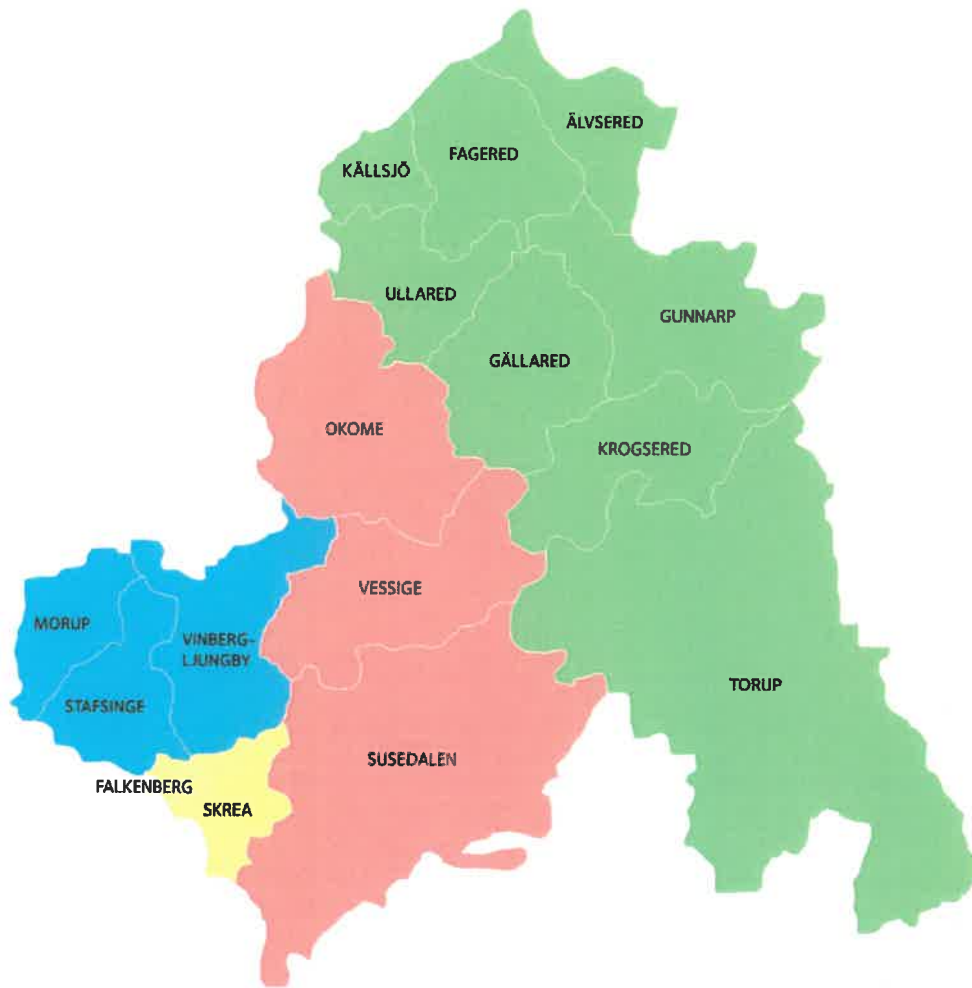 ÄLVSERED
FAGERED
KÄLLSJÖ
ULLARED
GUNNARP
GÄLLARED
OKOME
KROGSERED
VESSIGE
MORUP
VINBERG-
LJUNGBY
TORUP
STAFSINGE
SUSEDALEN
FALKENBERG
SKREA